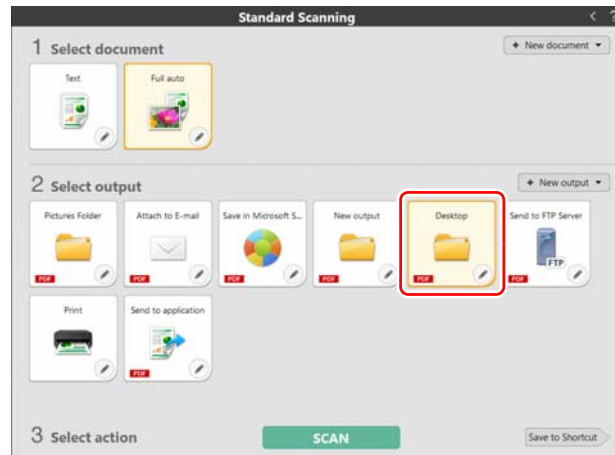 Standard Scanning
1 Select document
+ New document
Text
Full auto
2 Select output
+ New output
Pictures Folder
Attach to E-mail
Save in Microsoft S...
New output
Desktop
Send to FTP Server
PDF
PDF
PDF
PDF
PDF
FTP
PDF
Print
Send to application
PDF
3 Select action
SCAN
Save to Shortcut